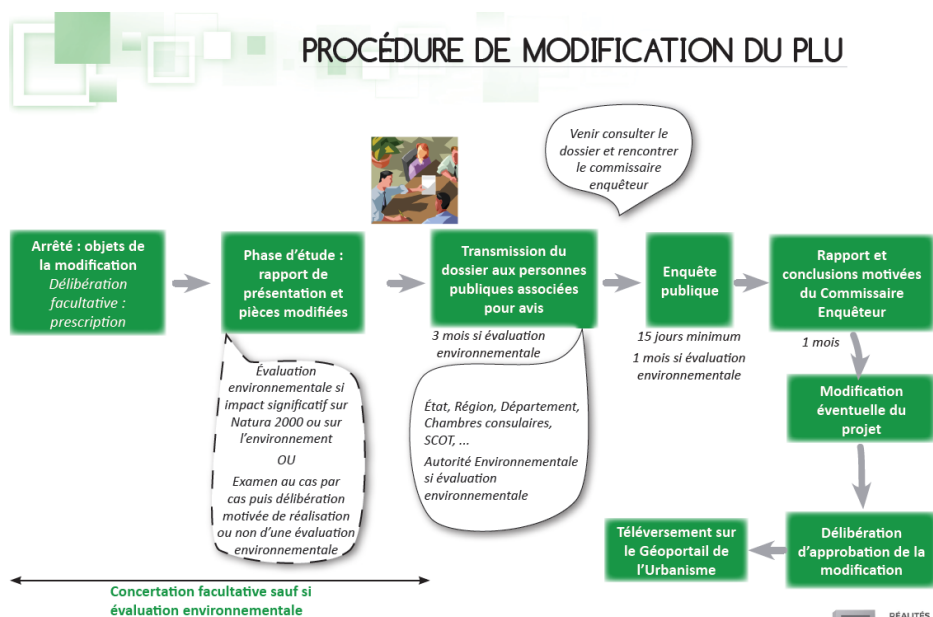 PROCÉDURE DE MODIFICATION DU PLU
Venir consulter le
dossier et rencontrer
le commissaire
enquêteur
Arrêté : objets de
la modification
Délibération
facultative :
prescription
Phase d'étude :
rapport de
présentation et
pièces modifiées
Transmission du
dossier aux personnes
publiques associées
pour avis
Enquête
publique
Rapport et
conclusions motivées
du Commissaire
Enquêteur
3 mois si évaluation
environnementale
15 jours minimum
1 mois si évaluation
environnementale
1 mois
Évaluation
environnementale si
impact significatif sur
Natura 2000 ou sur
l'environnement
OU
Examen au cas par
cas puis délibération
motivée de réalisation
ou non d'une évaluation
environnementale
État, Région, Département,
Chambres consulaires,
SCOT, ...
Autorité Environnementale
si évaluation
environnementale
Modification
éventuelle du
projet
Téléversement sur
le Géoportail de
l'Urbanisme
Délibération
d'approbation de la
modification
Concertation facultative sauf si
évaluation environnementale
RÉALITÉS